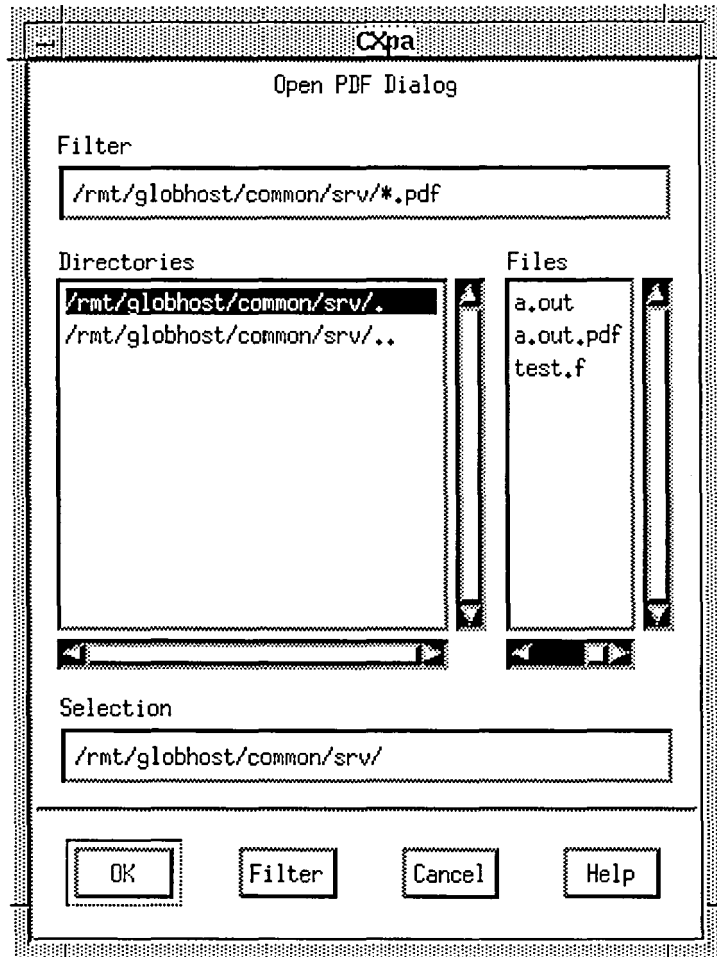 CXpa
Open PDF Dialog
Filter
/rmt/globhost/common/srv/*.pdf
Directories
/rmt/globhost/common/srv/.
/rmt/globhost/common/srv/..
Files
a.out
a.out.pdf
test.f
Selection
/rmt/globhost/common/srv/
OK Filter Cancel Help